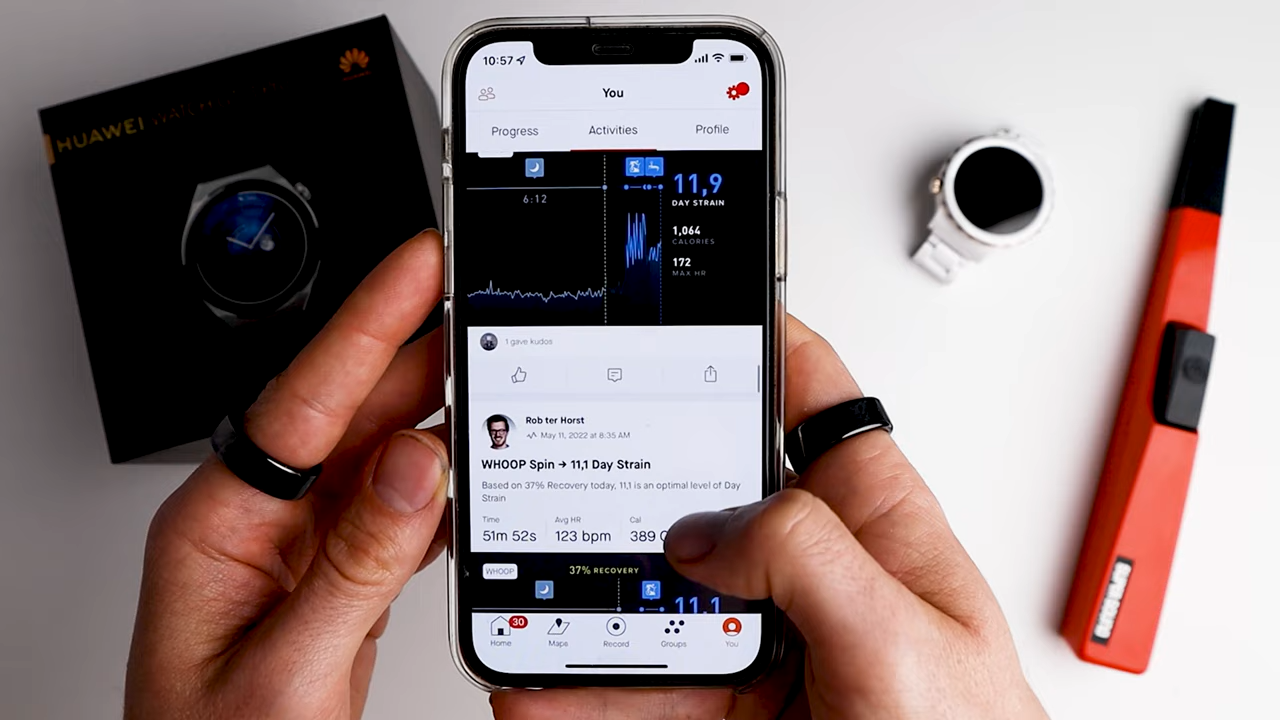 HUAWEI WATCH
10:57
You
Progress
Activities
Profile
6:12
11,9
DAY STRAIN
1,064
CALORIES
172
MAX HR
1 gave kudos
Rob ter Horst
May 11, 2022 at 8:35 AM
WHOOP Spin → 11,1 Day Strain
Based on 37% Recovery today, 11,1 is an optimal level of Day
Strain
Time
Avg HR
Cal
51m 52s
123 bpm
389
WHOOP
37% RECOVERY
11.1
30
Home
Maps
Record
Groups
You